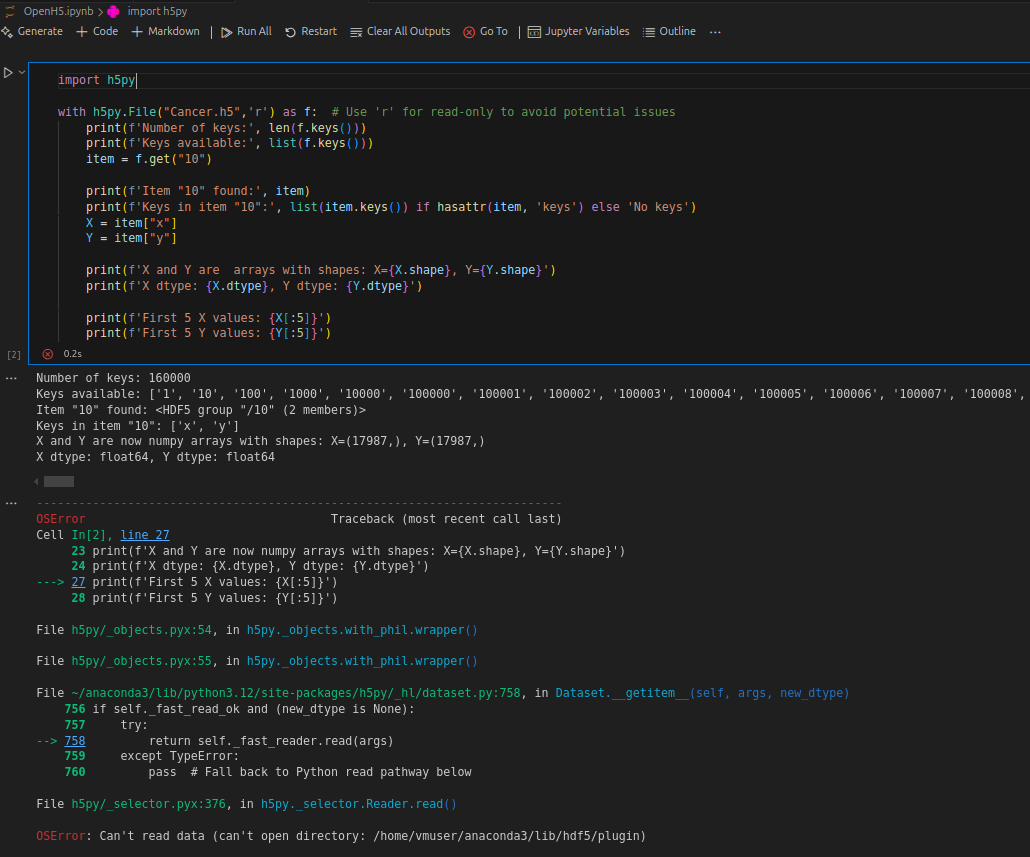 OpenH5.ipynb > import h5py
Generate + Code + Markdown | Run All Restart Clear All Outputs Go To | Jupyter Variables Outline ...
import h5py
with h5py.File("Cancer.h5",'r') as f:  # Use 'r' for read-only to avoid potential issues
    print(f'Number of keys:', len(f.keys()))
    print(f'Keys available:', list(f.keys()))
    item = f.get("10")
    print(f'Item "10" found:', item)
    print(f'Keys in item "10":', list(item.keys()) if hasattr(item, 'keys') else 'No keys')
    X = item["x"]
    Y = item["y"]
    print(f'X and Y are  arrays with shapes: X={X.shape}, Y={Y.shape}')
    print(f'X dtype: {X.dtype}, Y dtype: {Y.dtype}')
    print(f'First 5 X values: {X[:5]}')
    print(f'First 5 Y values: {Y[:5]}')
[2] 0.2s
... Number of keys: 160000
Keys available: ['1', '10', '100', '1000', '10000', '100000', '100001', '100002', '100003', '100004', '100005', '100006', '100007', '100008',
Item "10" found: <HDF5 group "/10" (2 members)>
Keys in item "10": ['x', 'y']
X and Y are now numpy arrays with shapes: X=(17987,), Y=(17987,)
X dtype: float64, Y dtype: float64
... ---------------------------------------------------------------------------
OSError                                   Traceback (most recent call last)
Cell In[2], line 27
     23 print(f'X and Y are now numpy arrays with shapes: X={X.shape}, Y={Y.shape}')
     24 print(f'X dtype: {X.dtype}, Y dtype: {Y.dtype}')
---> 27 print(f'First 5 X values: {X[:5]}')
     28 print(f'First 5 Y values: {Y[:5]}')
File h5py/_objects.pyx:54, in h5py._objects.with_phil.wrapper()
File h5py/_objects.pyx:55, in h5py._objects.with_phil.wrapper()
File ~/anaconda3/lib/python3.12/site-packages/h5py/_hl/dataset.py:758, in Dataset.__getitem__(self, args, new_dtype)
    756 if self._fast_read_ok and (new_dtype is None):
    757     try:
--> 758         return self._fast_reader.read(args)
    759     except TypeError:
    760         pass  # Fall back to Python read pathway below
File h5py/_selector.pyx:376, in h5py._selector.Reader.read()
OSError: Can't read data (can't open directory: /home/vmuser/anaconda3/lib/hdf5/plugin)